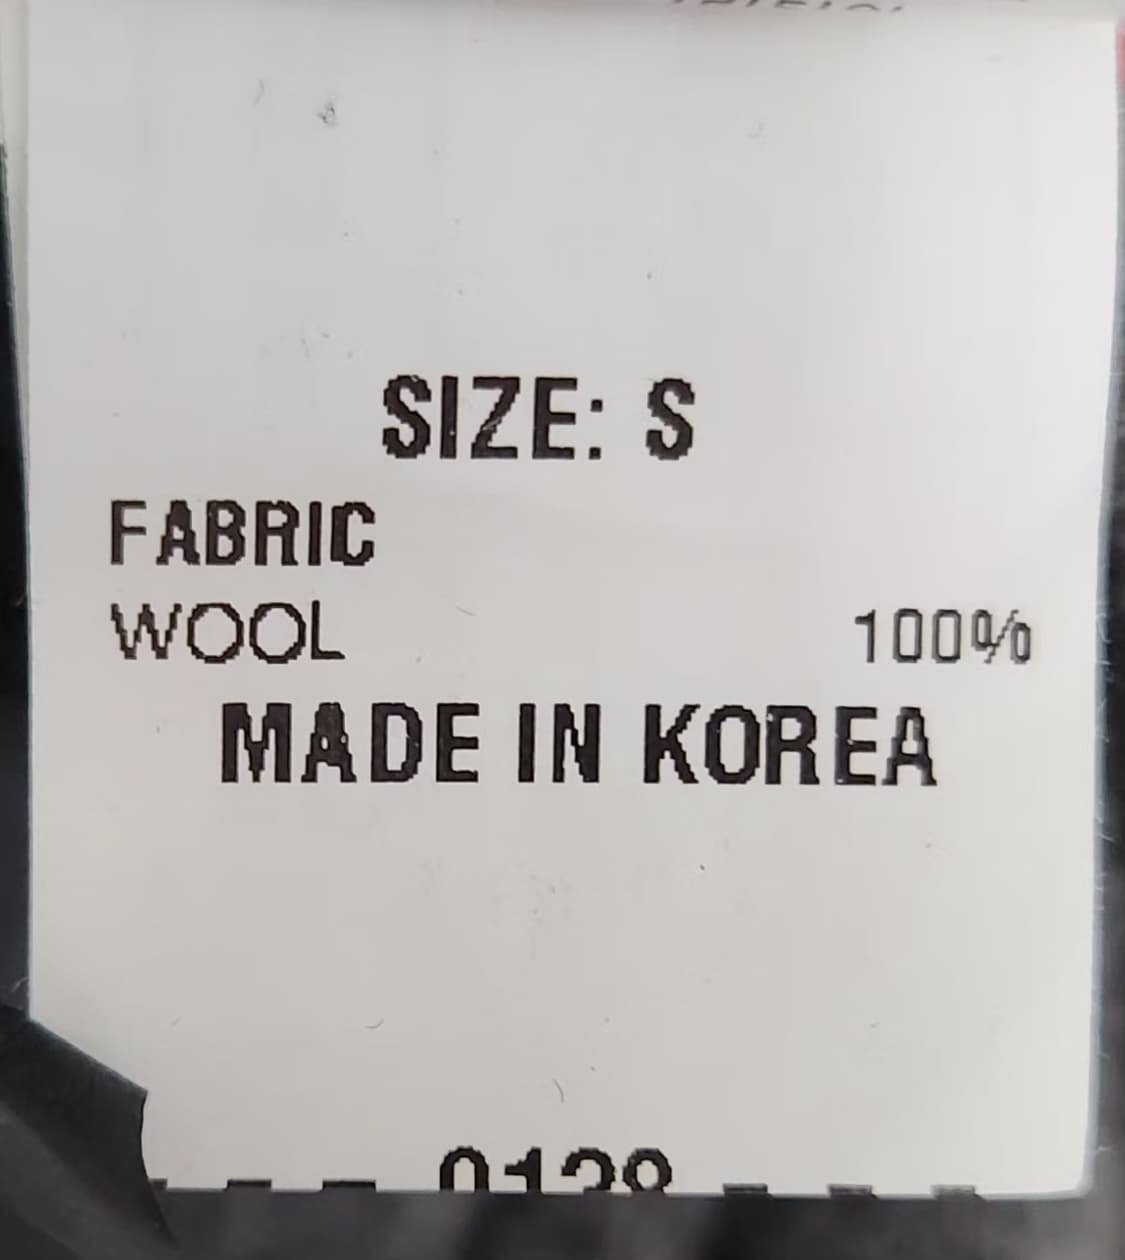 SIZE: S
FABRIC
WOOL 100%
MADE IN KOREA